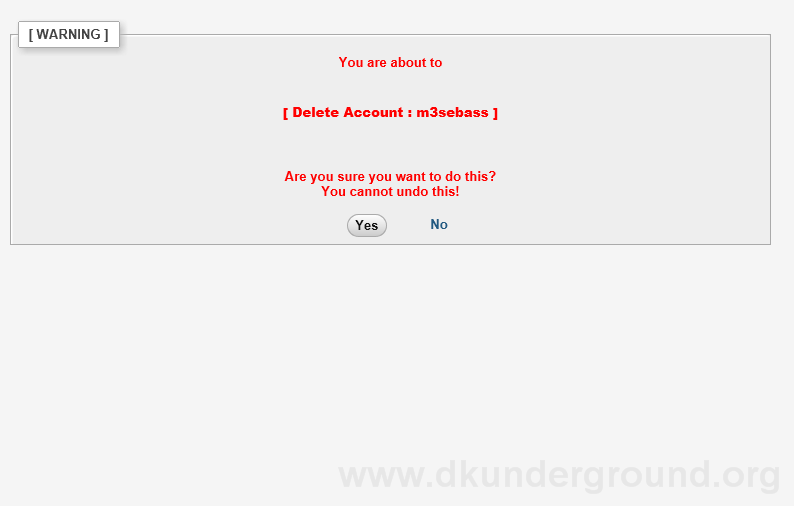 [ WARNING ]
You are about to
[ Delete Account : m3sebass ]
Are you sure you want to do this?
You cannot undo this!
Yes No
www.dkunderground.org